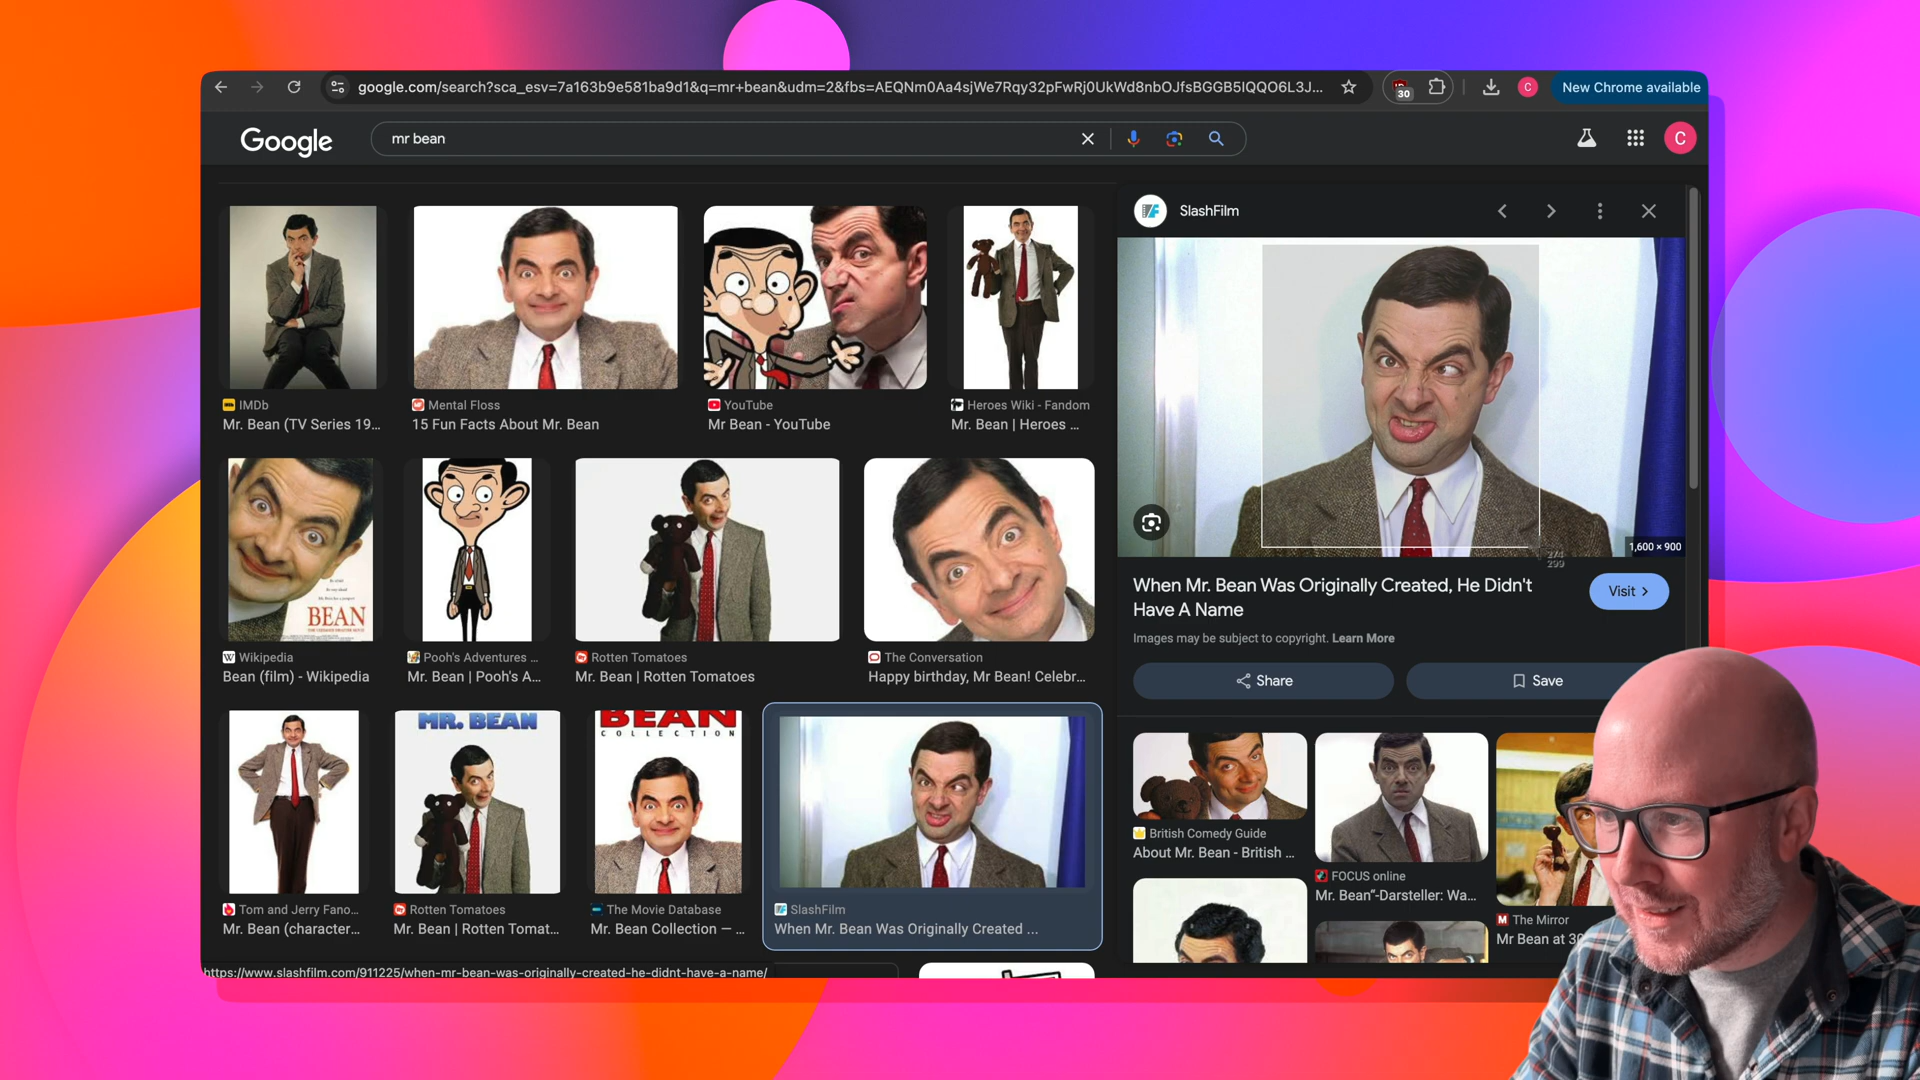 google.com/search?sca_esv=7a163b9e581ba9d1&q=mr+bean&udm=2&fbs=AEQNm0Aa4sjWe7Rqy32pFwRj0UkWd8nbOJfsBGGB5IQQO6L3J...
30
C
New Chrome available
Google
mr bean
C
SlashFilm
IMDb
Mental Floss
YouTube
Heroes Wiki - Fandom
Mr. Bean (TV Series 19...
15 Fun Facts About Mr. Bean
Mr Bean - YouTube
Mr. Bean | Heroes ...
1,600 × 900
274
299
When Mr. Bean Was Originally Created, He Didn't
Have A Name
Visit
Images may be subject to copyright. Learn More
Share
Save
BEAN
Wikipedia
Pooh's Adventures ...
Rotten Tomatoes
The Conversation
Bean (film) - Wikipedia
Mr. Bean | Pooh's A...
Mr. Bean | Rotten Tomatoes
Happy birthday, Mr Bean! Celebr...
MR. BEAN
BEAN
COLLECTION
British Comedy Guide
About Mr. Bean - British ...
FOCUS online
Mr. Bean"-Darsteller: Wa...
The Mirror
Mr Bean at 30
Tom and Jerry Fano...
Rotten Tomatoes
The Movie Database
SlashFilm
Mr. Bean (character...
Mr. Bean | Rotten Tomat...
Mr. Bean Collection — ...
When Mr. Bean Was Originally Created ...
https://www.slashfilm.com/911225/when-mr-bean-was-originally-created-he-didnt-have-a-name/